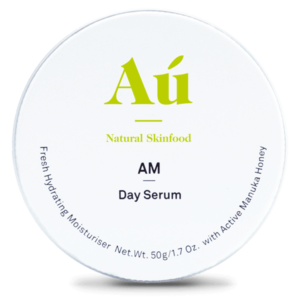 Aú
Natural Skinfood
AM
Day Serum
Fresh Hydrating Moisturiser Net.Wt. 50g/1.7 Oz. with Active Manuka Honey